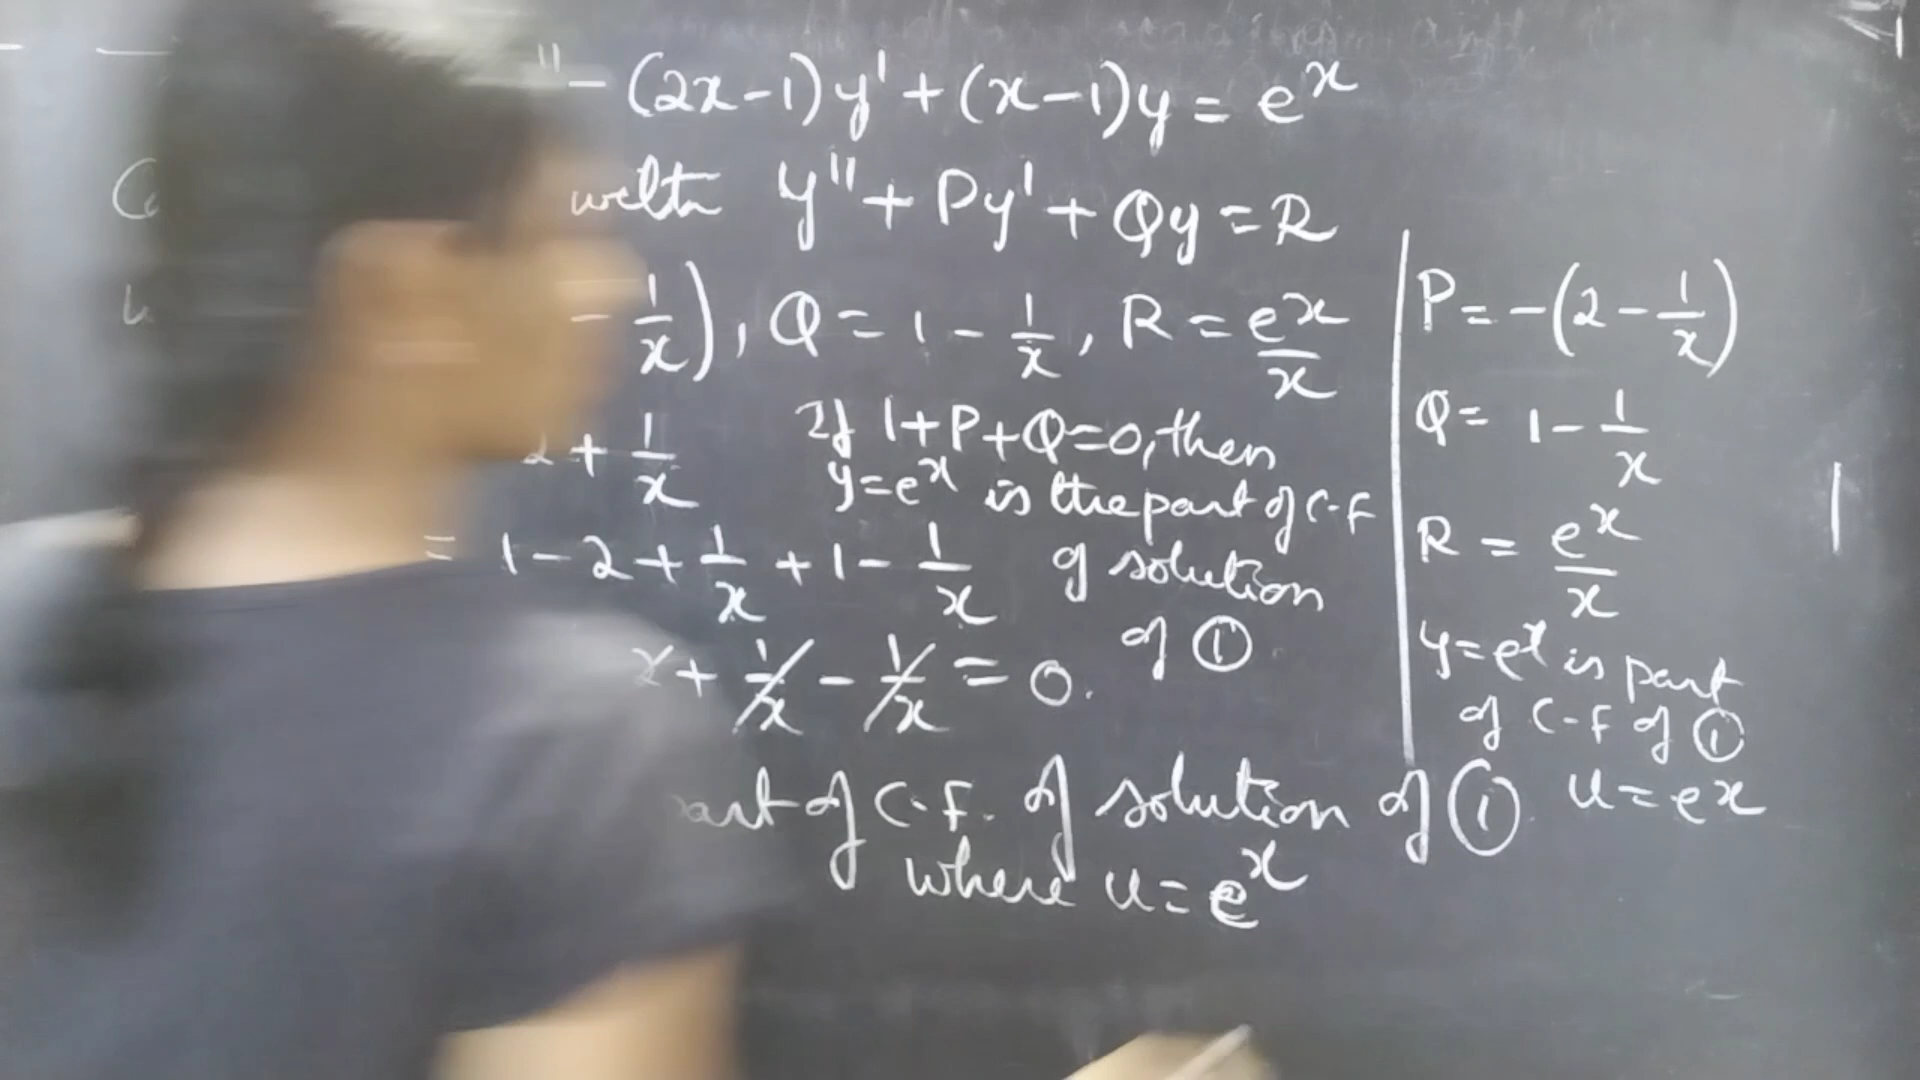 " - (2x-1)y' + (x-1)y = e^x
with y" + Py' + Qy = R
- 1/x), Q = 1 - 1/x, R = e^x/x
2 + 1/x
If 1+P+Q=0, then
y=e^x is the part of C.F
= 1 - 2 + 1/x + 1 - 1/x
of solution
of ①
+ 1/x - 1/x = 0.
part of C.F. of solution of ①
where u = e^x
P = -(2 - 1/x)
Q = 1 - 1/x
R = e^x/x
y=e^x is part
of C.F of ①
u = e^x